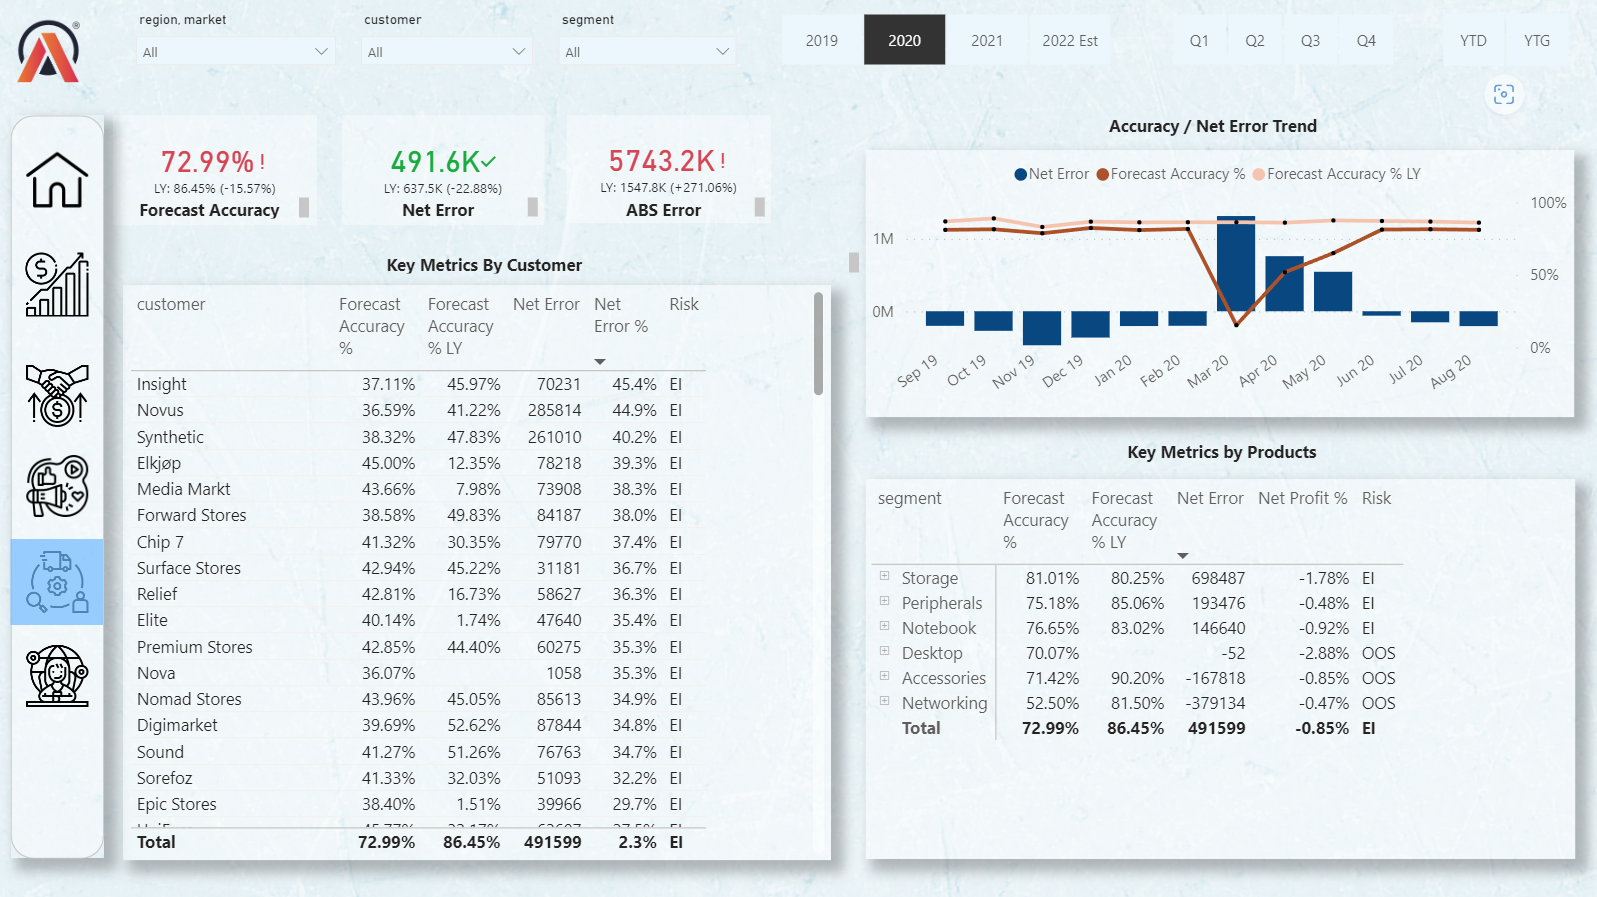 region, market
customer
segment
All
All
All
2019
2020
2021
2022 Est
Q1
Q2
Q3
Q4
YTD
YTG
72.99% !
LY: 86.45% (-15.57%)
Forecast Accuracy
491.6K✓
LY: 637.5K (-22.88%)
Net Error
5743.2K !
LY: 1547.8K (+271.06%)
ABS Error
Key Metrics By Customer
customer Forecast Accuracy % Forecast Accuracy % LY Net Error Net Error % Risk
Insight 37.11% 45.97% 70231 45.4% EI
Novus 36.59% 41.22% 285814 44.9% EI
Synthetic 38.32% 47.83% 261010 40.2% EI
Elkjøp 45.00% 12.35% 78218 39.3% EI
Media Markt 43.66% 7.98% 73908 38.3% EI
Forward Stores 38.58% 49.83% 84187 38.0% EI
Chip 7 41.32% 30.35% 79770 37.4% EI
Surface Stores 42.94% 45.22% 31181 36.7% EI
Relief 42.81% 16.73% 58627 36.3% EI
Elite 40.14% 1.74% 47640 35.4% EI
Premium Stores 42.85% 44.40% 60275 35.3% EI
Nova 36.07% 1058 35.3% EI
Nomad Stores 43.96% 45.05% 85613 34.9% EI
Digimarket 39.69% 52.62% 87844 34.8% EI
Sound 41.27% 51.26% 76763 34.7% EI
Sorefoz 41.33% 32.03% 51093 32.2% EI
Epic Stores 38.40% 1.51% 39966 29.7% EI
Total 72.99% 86.45% 491599 2.3% EI
Accuracy / Net Error Trend
Net Error Forecast Accuracy % Forecast Accuracy % LY
100%
1M
50%
0M
0%
Sep 19 Oct 19 Nov 19 Dec 19 Jan 20 Feb 20 Mar 20 Apr 20 May 20 Jun 20 Jul 20 Aug 20
Key Metrics by Products
segment Forecast Accuracy % Forecast Accuracy % LY Net Error Net Profit % Risk
Storage 81.01% 80.25% 698487 -1.78% EI
Peripherals 75.18% 85.06% 193476 -0.48% EI
Notebook 76.65% 83.02% 146640 -0.92% EI
Desktop 70.07% -52 -2.88% OOS
Accessories 71.42% 90.20% -167818 -0.85% OOS
Networking 52.50% 81.50% -379134 -0.47% OOS
Total 72.99% 86.45% 491599 -0.85% EI